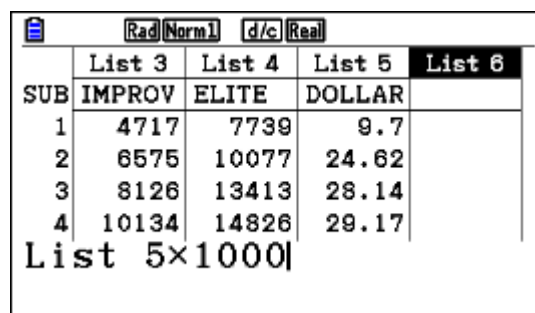 Rad Norm1 d/c Real
List 3 List 4 List 5 List 6
SUB IMPROV ELITE DOLLAR
1 4717 7739 9.7
2 6575 10077 24.62
3 8126 13413 28.14
4 10134 14826 29.17
List 5×1000